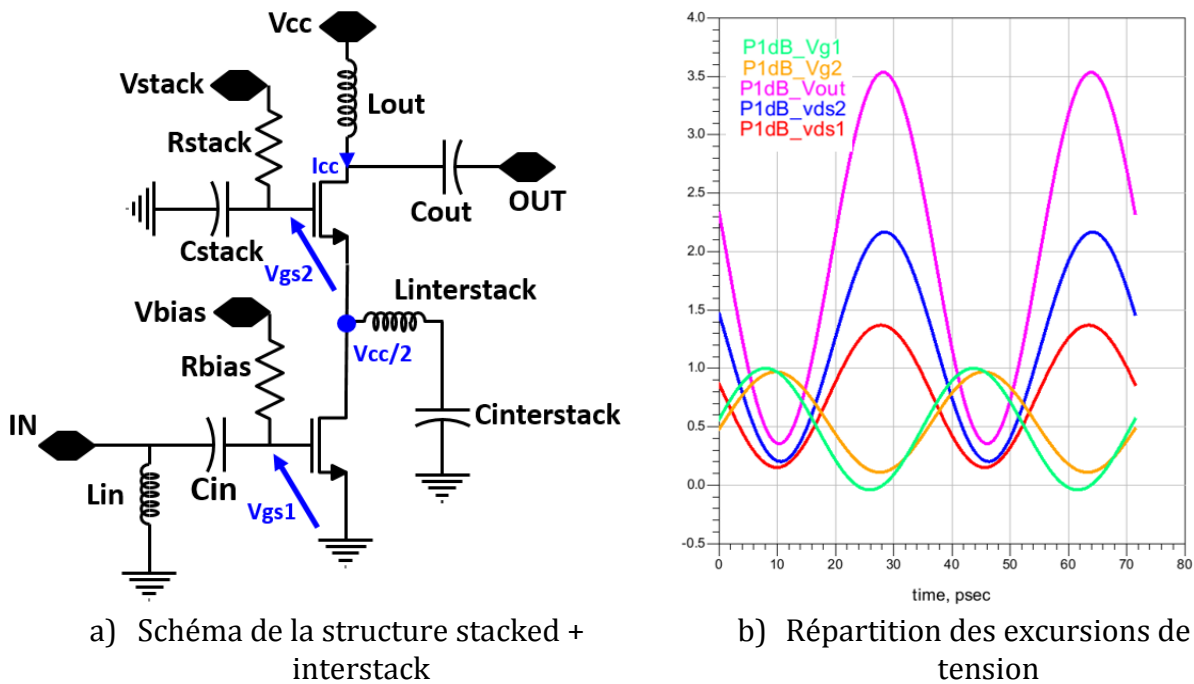 Vcc
Vstack
Lout
Rstack
Icc
OUT
Cout
Cstack
Vgs2
Linterstack
Vbias
Vcc/2
Rbias
Cinterstack
IN
Lin
Cin
Vgs1
a) Schéma de la structure stacked +
interstack
4.0
3.5
3.0
2.5
2.0
1.5
1.0
0.5
0.0
-0.5
P1dB_Vg1
P1dB_Vg2
P1dB_Vout
P1dB_vds2
P1dB_vds1
0 10 20 30 40 50 60 70 80
time, psec
b) Répartition des excursions de
tension